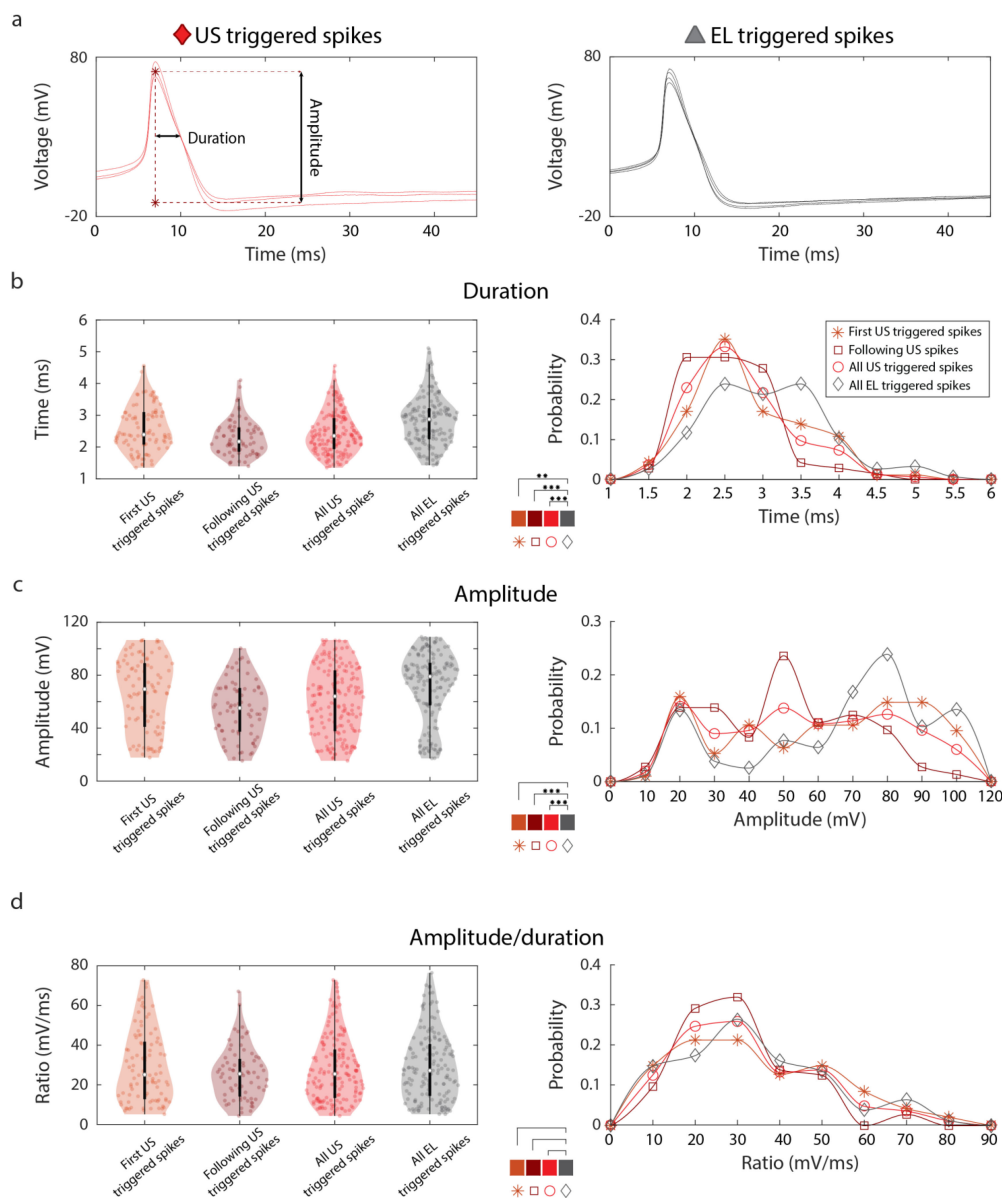 a
US triggered spikes
EL triggered spikes
80
-20
Voltage (mV)
Duration
Amplitude
0
10
20
30
40
Time (ms)
80
-20
Voltage (mV)
0
10
20
30
40
Time (ms)
b
Duration
6
5
4
3
2
1
Time (ms)
First US
triggered spikes
Following US
triggered spikes
All US
triggered spikes
All EL
triggered spikes
**
***
***
0.4
0.3
0.2
0.1
0
Probability
First US triggered spikes
Following US spikes
All US triggered spikes
All EL triggered spikes
1
1.5
2
2.5
3
3.5
4
4.5
5
5.5
6
Time (ms)
c
Amplitude
120
80
60
40
0
Amplitude (mV)
First US
triggered spikes
Following US
triggered spikes
All US
triggered spikes
All EL
triggered spikes
***
***
0.3
0.2
0.1
0
Probability
0
10
20
30
40
50
60
70
80
90
100
120
Amplitude (mV)
d
Amplitude/duration
80
60
40
20
0
Ratio (mV/ms)
First US
triggered spikes
Following US
triggered spikes
All US
triggered spikes
All EL
triggered spikes
0.4
0.3
0.2
0.1
0
Probability
0
10
20
30
40
50
60
70
80
90
Ratio (mV/ms)